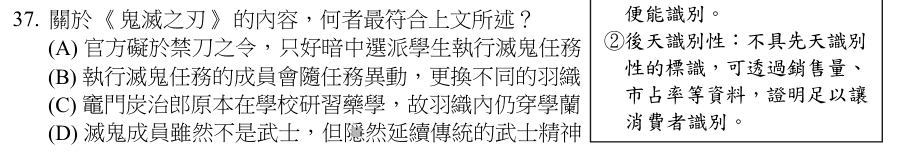 37. 關於《鬼滅之刃》的內容，何者最符合上文所述？
(A) 官方礙於禁刀之令，只好暗中選派學生執行滅鬼任務
(B) 執行滅鬼任務的成員會隨任務異動，更換不同的羽織
(C) 竈門炭治郎原本在學校研習藥學，故羽織內仍穿學蘭
(D) 滅鬼成員雖然不是武士，但隱然延續傳統的武士精神
便能識別。
②後天識別性：不具先天識別
性的標識，可透過銷售量、
市占率等資料，證明足以讓
消費者識別。